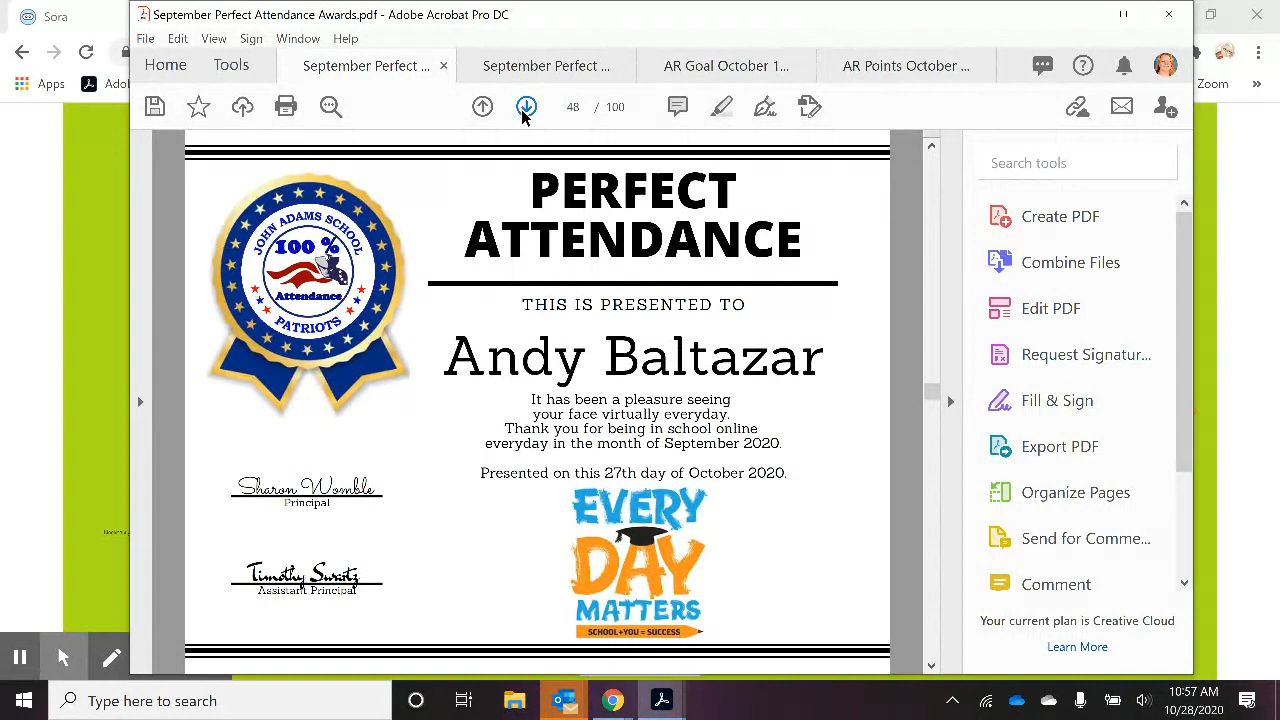 Sora
September Perfect Attendance Awards.pdf - Adobe Acrobat Pro DC
File Edit View Sign Window Help
Home Tools September Perfect ... × September Perfect ... AR Goal October 1... AR Points October ...
Apps
Zoom »
48 / 100
PERFECT
ATTENDANCE
JOHN ADAMS SCHOOL
100 %
Attendance
PATRIOTS
THIS IS PRESENTED TO
Andy Baltazar
It has been a pleasure seeing
your face virtually everyday.
Thank you for being in school online
everyday in the month of September 2020.
Presented on this 27th day of October 2020.
Sharon Womble
Principal
Timothy Swartz
Assistant Principal
EVERY
DAY
MATTERS
SCHOOL+YOU = SUCCESS
Search tools
Create PDF
Combine Files
Edit PDF
Request Signatur...
Fill & Sign
Export PDF
Organize Pages
Send for Comme...
Comment
Your current plan is Creative Cloud
Learn More
Type here to search
10:57 AM
10/28/2020